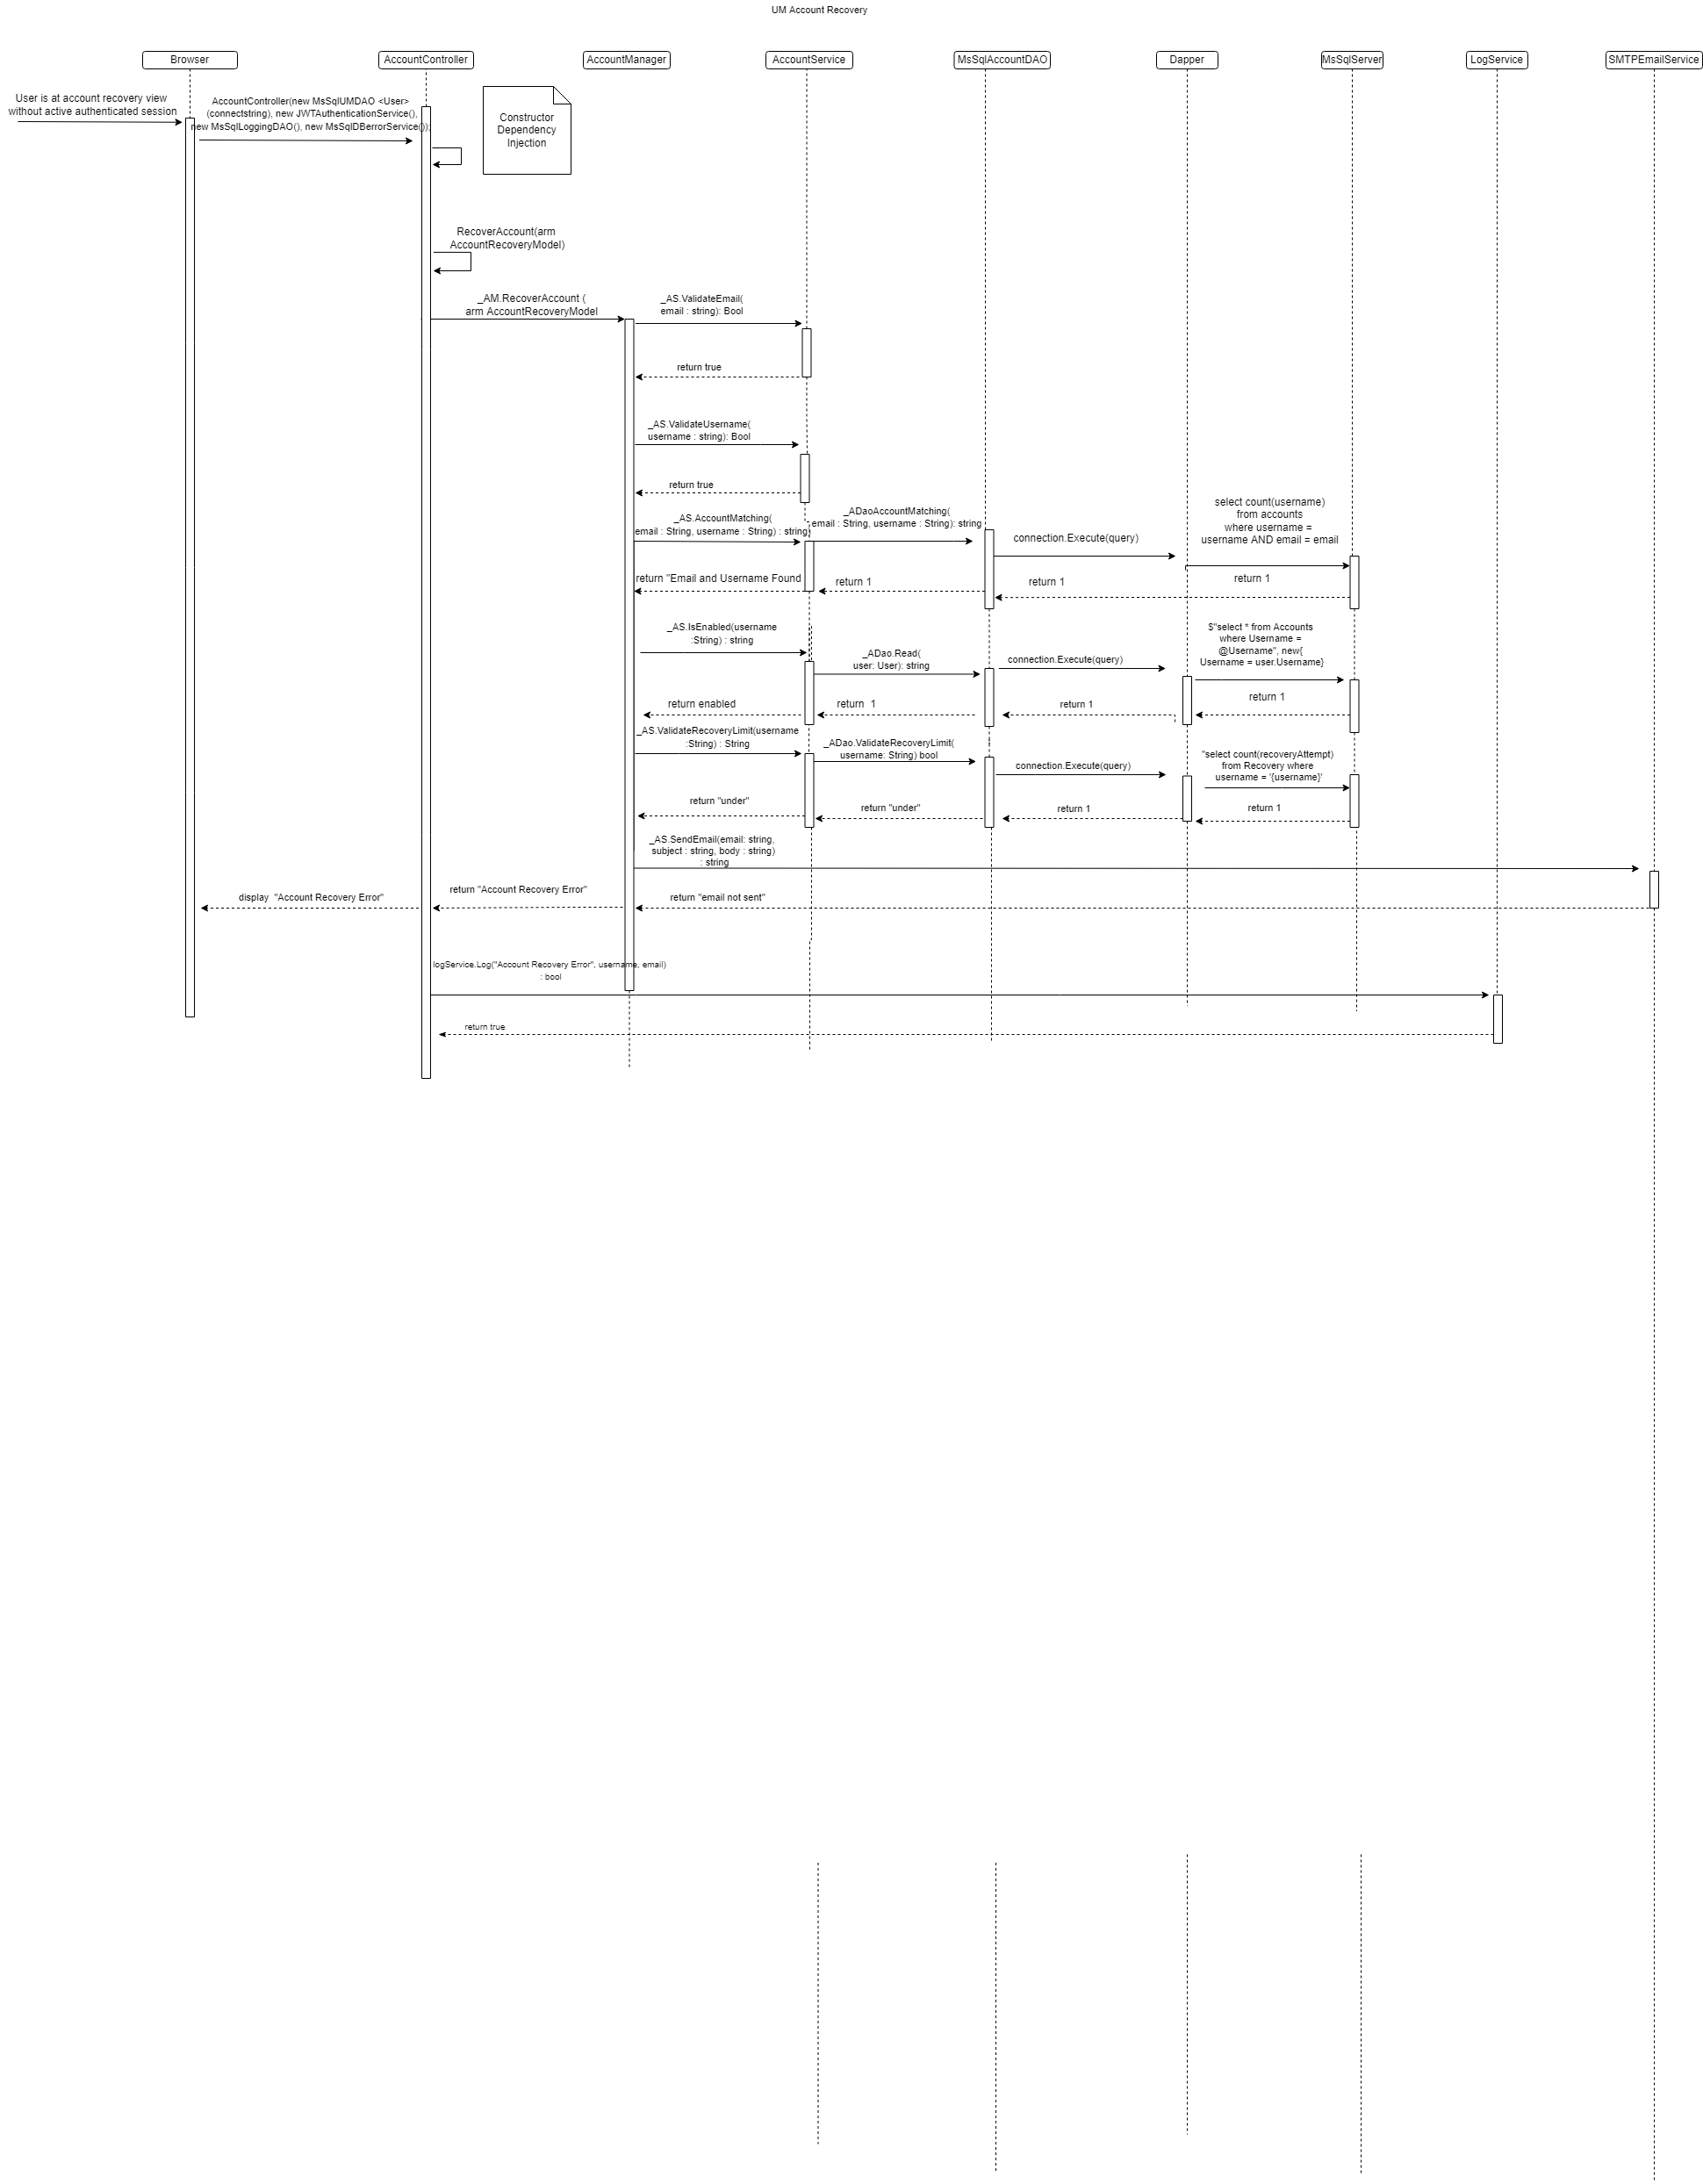 UM Account Recovery
Browser
AccountController
AccountManager
AccountService
MsSqlAccountDAO
Dapper
MsSqlServer
LogService
SMTPEmailService
User is at account recovery view
without active authenticated session
AccountController(new MsSqlUMDAO <User>
(connectstring), new JWTAuthenticationService(),
new MsSqlLoggingDAO(), new MsSqlDBerrorService());
Constructor
Dependency
Injection
RecoverAccount(arm
AccountRecoveryModel)
_AM.RecoverAccount (
arm AccountRecoveryModel
_AS.ValidateEmail(
email : string): Bool
return true
_AS.ValidateUsername(
username : string): Bool
return true
_AS.AccountMatching(
email : String, username : String) : string
_ADaoAccountMatching(
email : String, username : String): string
connection.Execute(query)
select count(username)
from accounts
where username =
username AND email = email
return "Email and Username Found
return 1
return 1
return 1
_AS.IsEnabled(username
:String) : string
_ADao.Read(
user: User): string
connection.Execute(query)
$"select * from Accounts
where Username =
@Username", new{
Username = user.Username}
return enabled
return  1
return 1
return 1
_AS.ValidateRecoveryLimit(username
:String) : String
_ADao.ValidateRecoveryLimit(
username: String) bool
connection.Execute(query)
"select count(recoveryAttempt)
from Recovery where
username = '{username}'
return "under"
return "under"
return 1
return 1
_AS.SendEmail(email: string,
subject : string, body : string)
: string
display  "Account Recovery Error"
return "Account Recovery Error"
return "email not sent"
logService.Log("Account Recovery Error", username, email)
: bool
return true